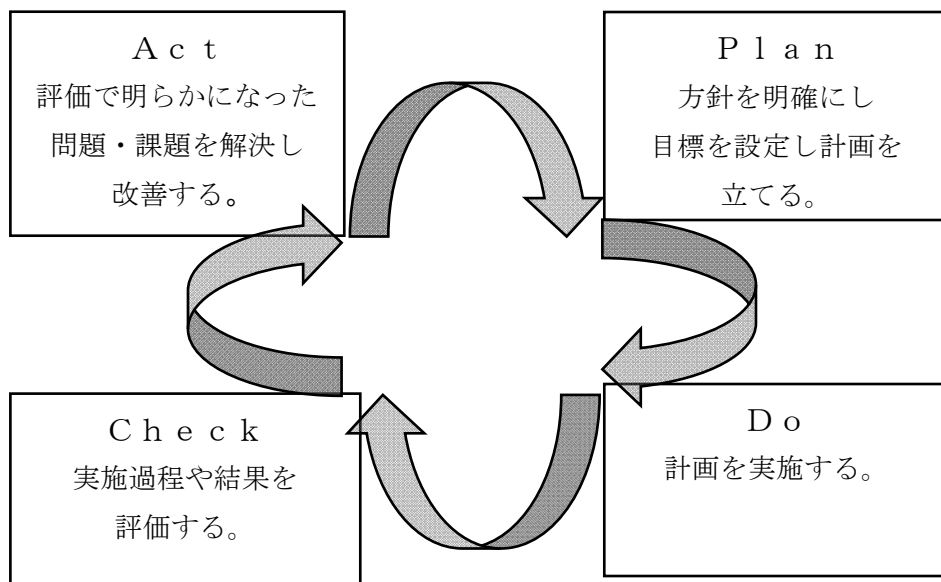 Ａｃｔ
評価で明らかになった
問題・課題を解決し
改善する。
Ｐｌａｎ
方針を明確にし
目標を設定し計画を
立てる。
Ｃｈｅｃｋ
実施過程や結果を
評価する。
Ｄｏ
計画を実施する。